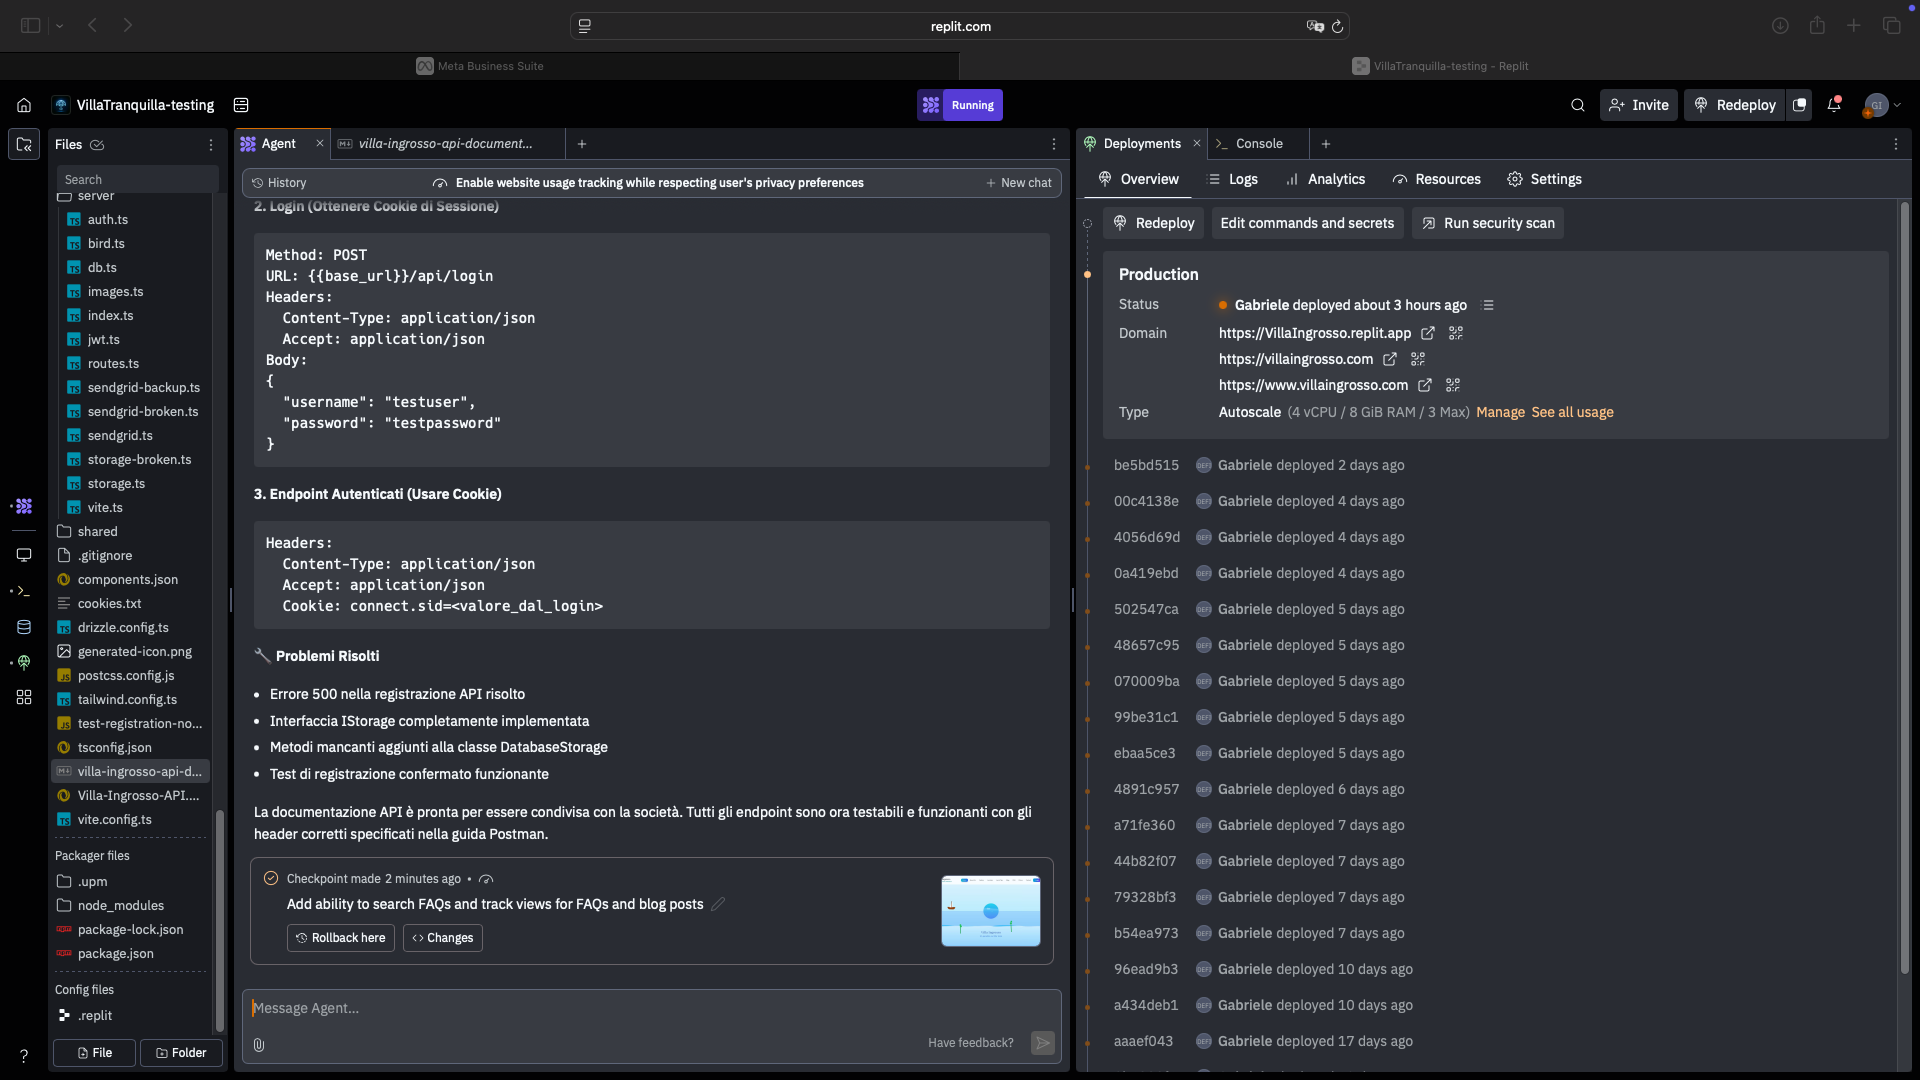 replit.com
Meta Business Suite
VillaTranquilla-testing - Replit
VillaTranquilla-testing
Running
Invite
Redeploy
GI
Files
Search
server
auth.ts
bird.ts
db.ts
images.ts
index.ts
jwt.ts
routes.ts
sendgrid-backup.ts
sendgrid-broken.ts
sendgrid.ts
storage-broken.ts
storage.ts
vite.ts
shared
.gitignore
components.json
cookies.txt
drizzle.config.ts
generated-icon.png
postcss.config.js
tailwind.config.ts
test-registration-no...
tsconfig.json
villa-ingrosso-api-d...
Villa-Ingrosso-API....
vite.config.ts
Packager files
.upm
node_modules
package-lock.json
package.json
Config files
.replit
File
Folder
Agent
villa-ingrosso-api-document...
History
Enable website usage tracking while respecting user's privacy preferences
New chat
2. Login (Ottenere Cookie di Sessione)
Method: POST
URL: {{base_url}}/api/login
Headers:
Content-Type: application/json
Accept: application/json
Body:
{
"username": "testuser",
"password": "testpassword"
}
3. Endpoint Autenticati (Usare Cookie)
Headers:
Content-Type: application/json
Accept: application/json
Cookie: connect.sid=<valore_dal_login>
Problemi Risolti
• Errore 500 nella registrazione API risolto
• Interfaccia IStorage completamente implementata
• Metodi mancanti aggiunti alla classe DatabaseStorage
• Test di registrazione confermato funzionante
La documentazione API è pronta per essere condivisa con la società. Tutti gli endpoint sono ora testabili e funzionanti con gli
header corretti specificati nella guida Postman.
Checkpoint made 2 minutes ago •
Add ability to search FAQs and track views for FAQs and blog posts
Rollback here
Changes
Message Agent...
Have feedback?
Deployments
Console
Overview
Logs
Analytics
Resources
Settings
Redeploy
Edit commands and secrets
Run security scan
Production
Status
Gabriele deployed about 3 hours ago
Domain
https://VillaIngrosso.replit.app
https://villaingrosso.com
https://www.villaingrosso.com
Type
Autoscale (4 vCPU / 8 GiB RAM / 3 Max) Manage See all usage
be5bd515 Gabriele deployed 2 days ago
00c4138e Gabriele deployed 4 days ago
4056d69d Gabriele deployed 4 days ago
0a419ebd Gabriele deployed 4 days ago
502547ca Gabriele deployed 5 days ago
48657c95 Gabriele deployed 5 days ago
070009ba Gabriele deployed 5 days ago
99be31c1 Gabriele deployed 5 days ago
ebaa5ce3 Gabriele deployed 5 days ago
4891c957 Gabriele deployed 6 days ago
a71fe360 Gabriele deployed 7 days ago
44b82f07 Gabriele deployed 7 days ago
79328bf3 Gabriele deployed 7 days ago
b54ea973 Gabriele deployed 7 days ago
96ead9b3 Gabriele deployed 10 days ago
a434deb1 Gabriele deployed 10 days ago
aaaef043 Gabriele deployed 17 days ago